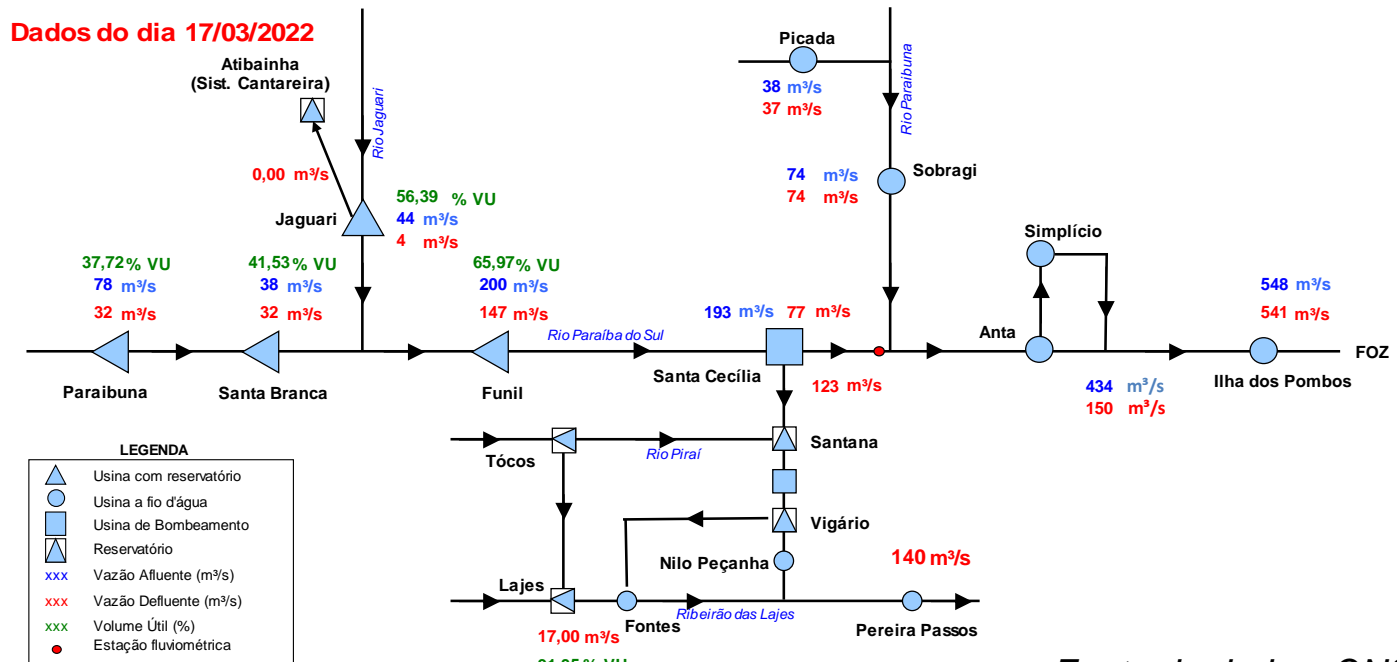 Dados do dia 17/03/2022
Picada
38 m³/s
37 m³/s
Rio Paraibuna
Atibainha
(Sist. Cantareira)
Rio Jaguari
0,00 m³/s
56,39 % VU
44 m³/s
4 m³/s
Jaguari
74 m³/s
74 m³/s
Sobragi
Simplício
37,72 % VU
78 m³/s
32 m³/s
41,53 % VU
38 m³/s
32 m³/s
65,97 % VU
200 m³/s
147 m³/s
193 m³/s 77 m³/s
548 m³/s
541 m³/s
Rio Paraíba do Sul
Anta
FOZ
Paraibuna
Santa Branca
Funil
Santa Cecília
123 m³/s
434 m³/s
150 m³/s
Ilha dos Pombos
Tócos
Rio Piraí
Santana
Vigário
Nilo Peçanha
140 m³/s
Lajes
Fontes
Ribeirão das Lajes
Pereira Passos
17,00 m³/s
LEGENDA
Usina com reservatório
Usina a fio d'água
Usina de Bombeamento
Reservatório
xxx Vazão Afluente (m³/s)
xxx Vazão Defluente (m³/s)
xxx Volume Útil (%)
Estação fluviométrica